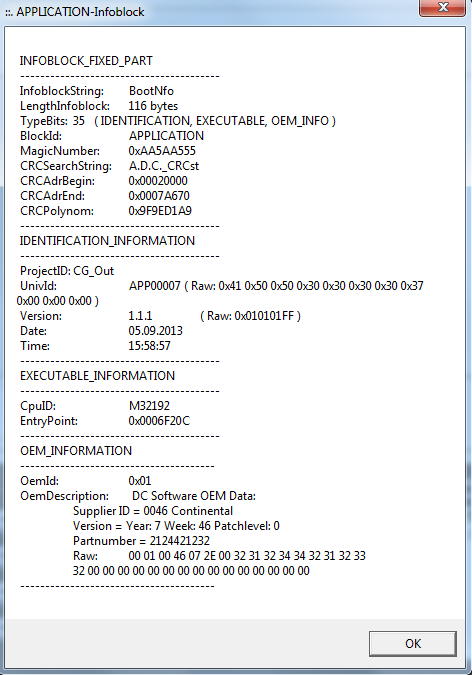 ::. APPLICATION-Infoblock
INFOBLOCK_FIXED_PART
----------------------------------------
InfoblockString: BootNfo
LengthInfoblock: 116 bytes
TypeBits: 35 ( IDENTIFICATION, EXECUTABLE, OEM_INFO )
BlockId: APPLICATION
MagicNumber: 0xAA5AA555
CRCSearchString: A.D.C._CRCst
CRCAdrBegin: 0x00020000
CRCAdrEnd: 0x0007A670
CRCPolynom: 0x9F9ED1A9
----------------------------------------
IDENTIFICATION_INFORMATION
----------------------------------------
ProjectID: CG_Out
UnivId: APP00007 ( Raw: 0x41 0x50 0x50 0x30 0x30 0x30 0x30 0x37
0x00 0x00 0x00 )
Version: 1.1.1 ( Raw: 0x010101FF )
Date: 05.09.2013
Time: 15:58:57
----------------------------------------
EXECUTABLE_INFORMATION
----------------------------------------
CpuID: M32192
EntryPoint: 0x0006F20C
----------------------------------------
OEM_INFORMATION
---------------------------------------
OemId: 0x01
OemDescription: DC Software OEM Data:
Supplier ID = 0046 Continental
Version = Year: 7 Week: 46 Patchlevel: 0
Partnumber = 2124421232
Raw: 00 01 00 46 07 2E 00 32 31 32 34 34 32 31 32 33
32 00 00 00 00 00 00 00 00 00 00 00 00 00 00
---------------------------------------
OK